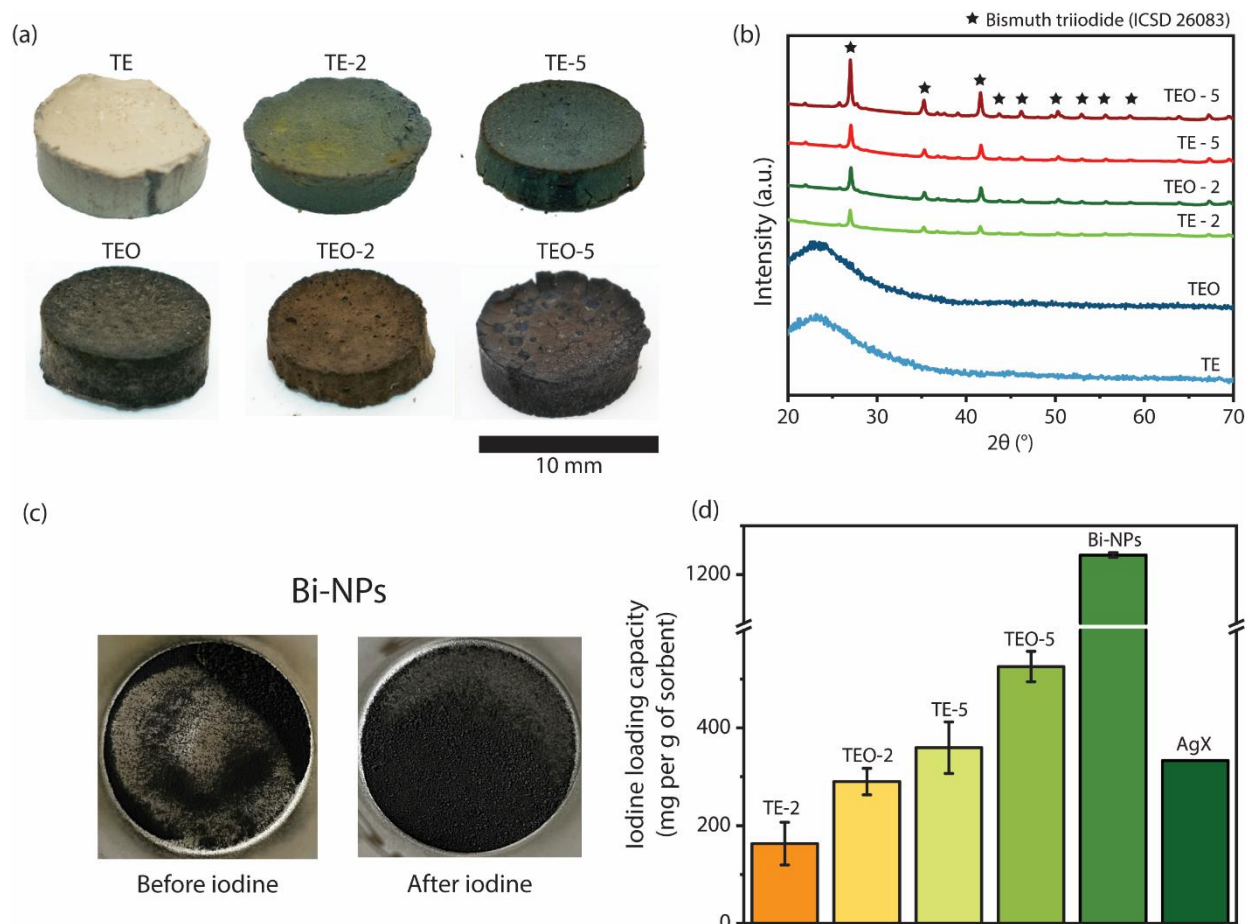 (a)
TE
TE-2
TE-5
TEO
TEO-2
TEO-5
10 mm
(b)
★ Bismuth triiodide (ICSD 26083)
TEO - 5
TE - 5
TEO - 2
TE - 2
TEO
TE
Intensity (a.u.)
20 30 40 50 60 70
2θ (°)
(c)
Bi-NPs
Before iodine
After iodine
(d)
Iodine loading capacity
(mg per g of sorbent)
1200
400
200
0
TE-2
TEO-2
TE-5
TEO-5
Bi-NPs
AgX